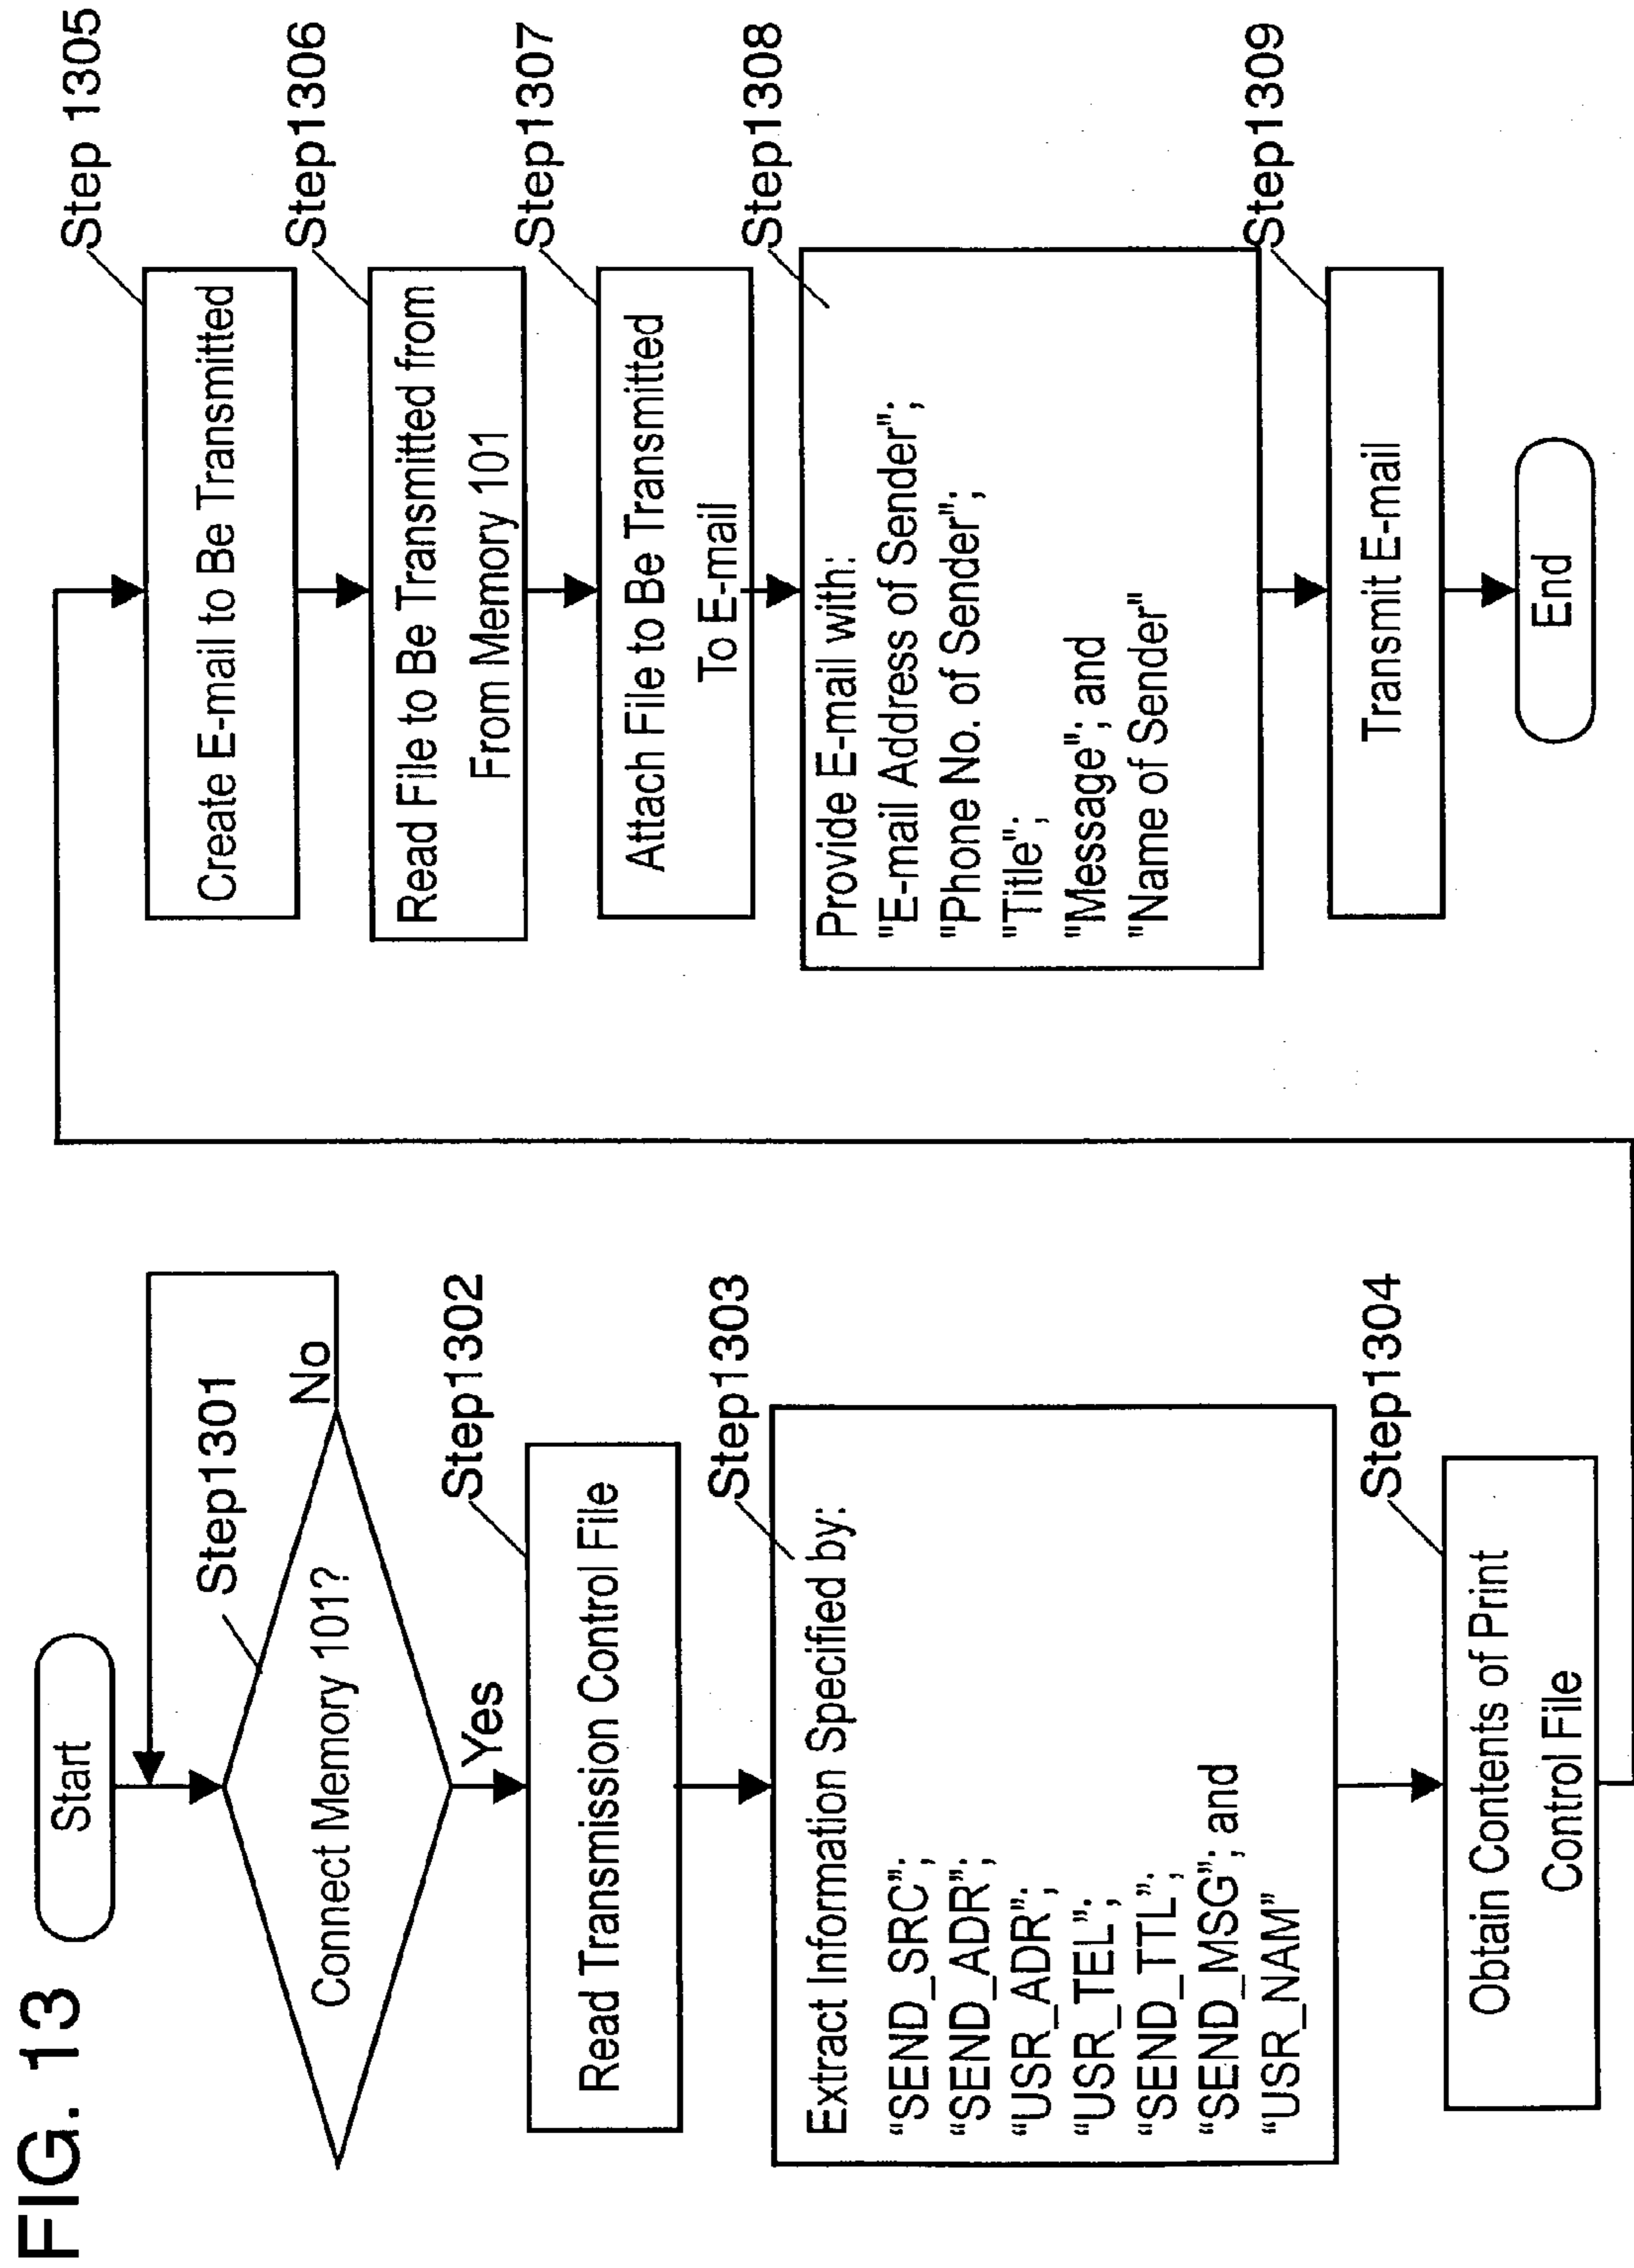 FIG. 13
Start
Step1301
Connect Memory 101?
No
Yes
Step1302
Read Transmission Control File
Step1303
Extract Information Specified by:
“SEND_SRC”;
“SEND_ADR”;
“USR_ADR”;
“USR_TEL”;
“SEND_TTL”;
“SEND_MSG”; and
“USR_NAM”
Step1304
Obtain Contents of Print
Control File
Step 1305
Create E-mail to Be Transmitted
Step1306
Read File to Be Transmitted from
From Memory 101
Step1307
Attach File to Be Transmitted
To E-mail
Step1308
Provide E-mail with:
"E-mail Address of Sender";
"Phone No. of Sender";
"Title";
"Message"; and
"Name of Sender"
Step1309
Transmit E-mail
End